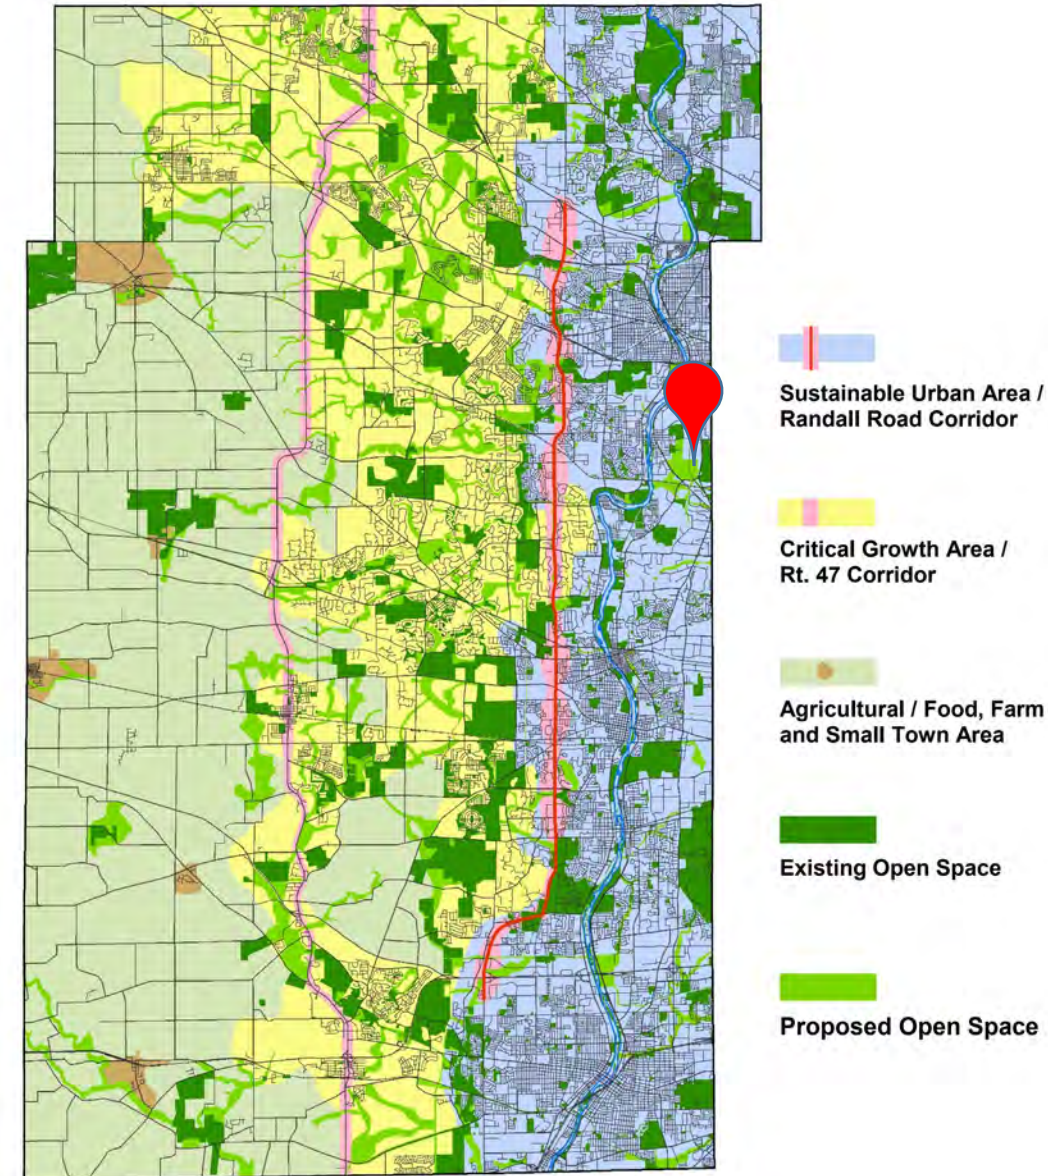 Sustainable Urban Area /
Randall Road Corridor
Critical Growth Area /
Rt. 47 Corridor
Agricultural / Food, Farm
and Small Town Area
Existing Open Space
Proposed Open Space